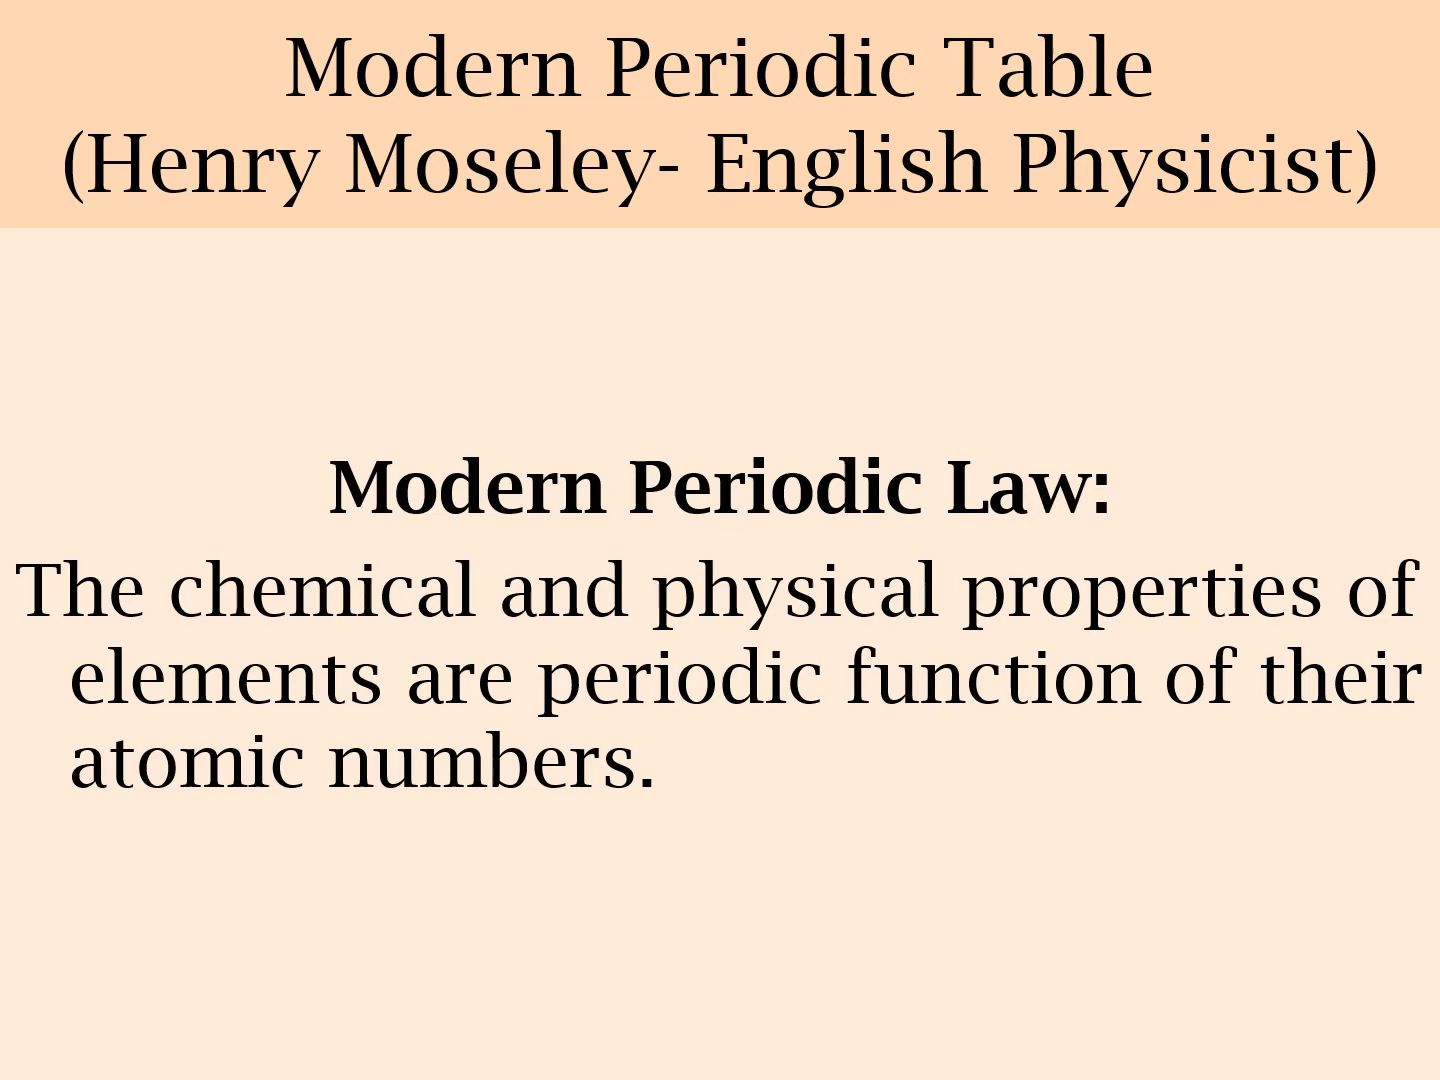 Modern Periodic Table
(Henry Moseley- English Physicist)
Modern Periodic Law:
The chemical and physical properties of
elements are periodic function of their
atomic numbers.